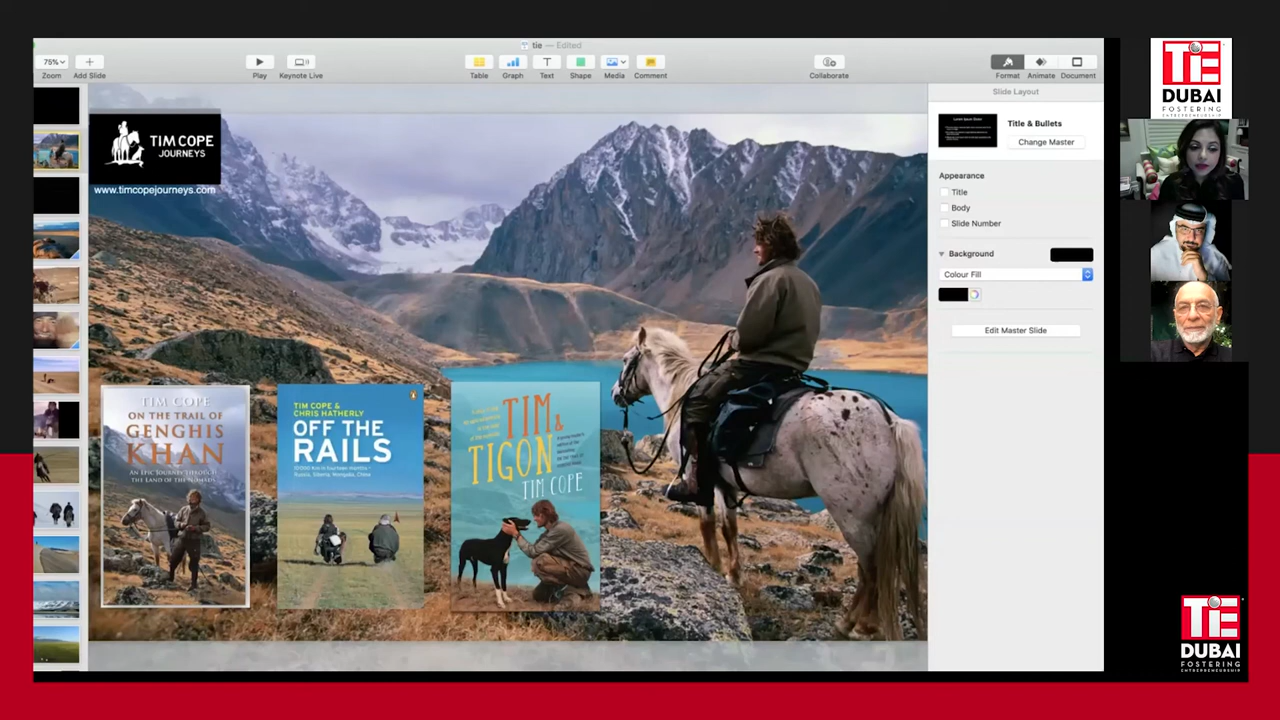 tie — Edited
75%
Zoom
Add Slide
Play
Keynote Live
Table
Graph
Text
Shape
Media
Comment
Collaborate
Format
Animate
Document
Slide Layout
Title & Bullets
Change Master
Appearance
Title
Body
Slide Number
Background
Colour Fill
Edit Master Slide
TIM COPE
JOURNEYS
www.timcopejourneys.com
TIM COPE
ON THE TRAIL OF
GENGHIS
KHAN
AN EPIC JOURNEY THROUGH
THE LAND OF THE NOMADS
TIM COPE &
CHRIS HATHERLY
OFF THE
RAILS
Russia, Siberia, Mongolia, China
TIM &
TIGON
TIM COPE
TiE
DUBAI
FOSTERING
ENTREPRENEURSHIP
TiE
DUBAI
FOSTERING
ENTREPRENEURSHIP